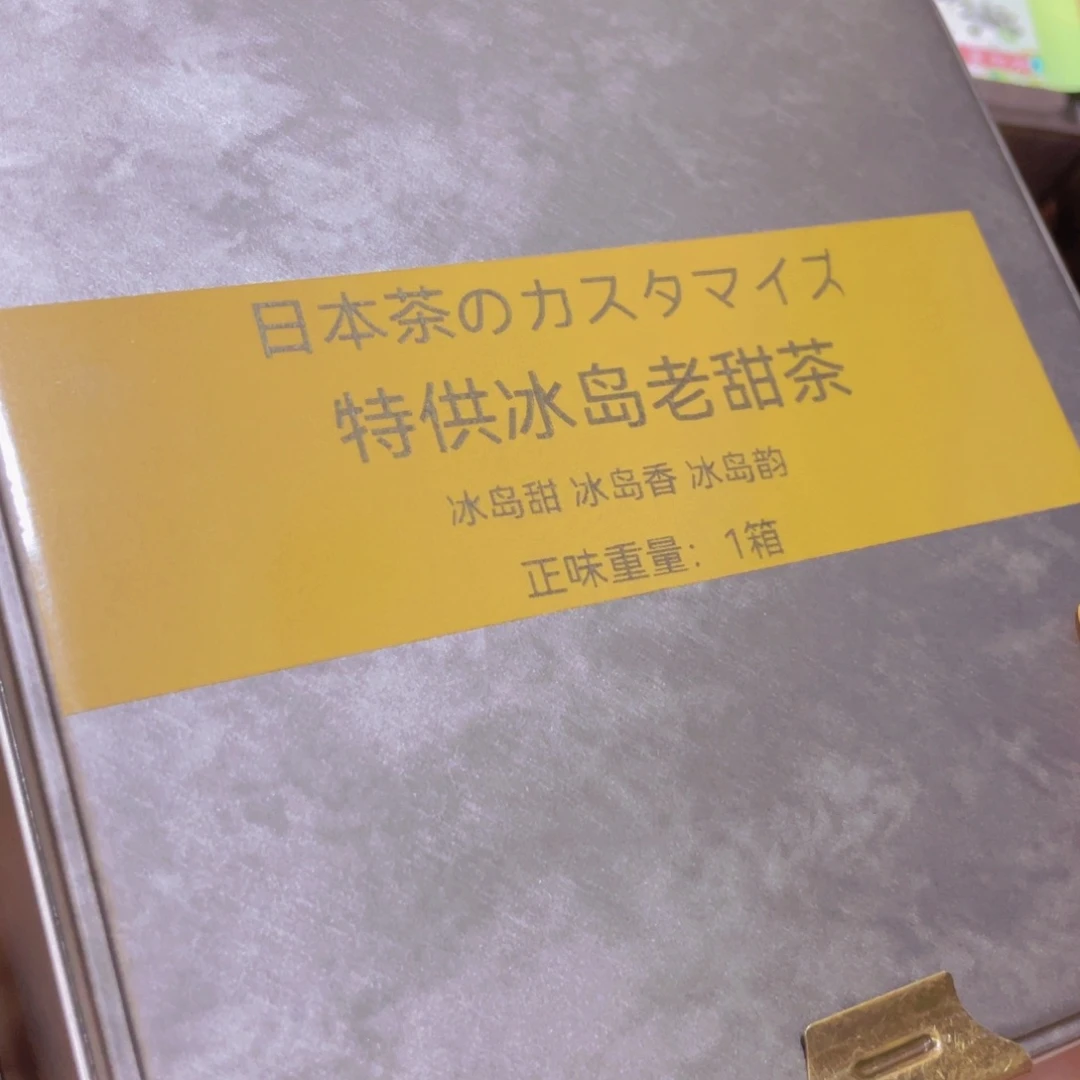 日本茶のカスタマイズ
特供冰岛老甜茶
冰岛甜 冰岛香 冰岛韵
正味重量：1箱